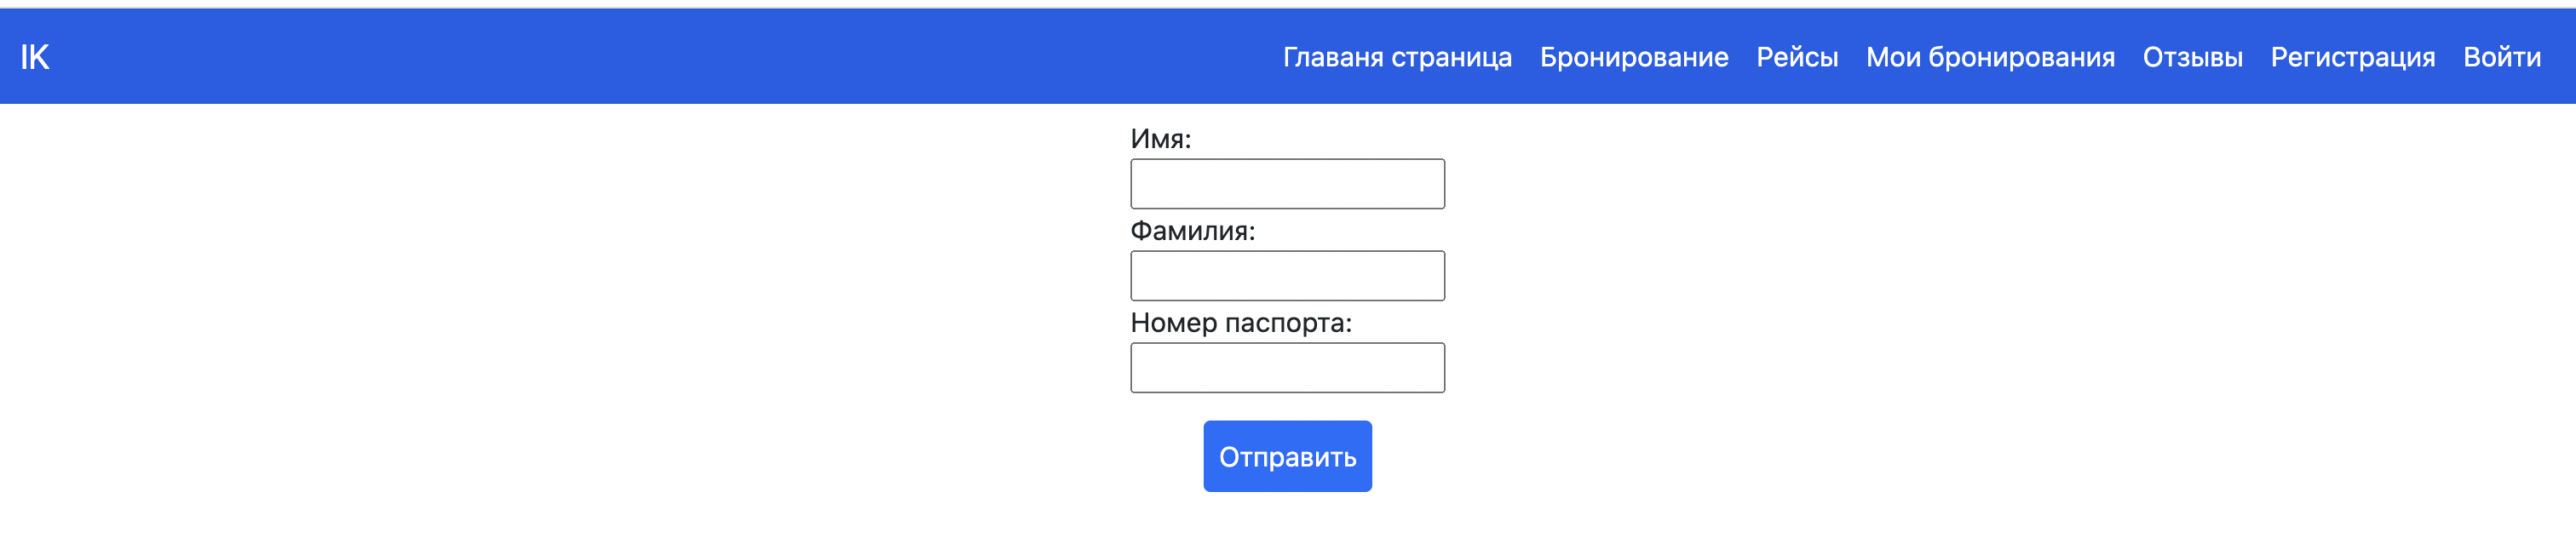 IK Главаня страница Бронирование Рейсы Мои бронирования Отзывы Регистрация Войти
Имя:
Фамилия:
Номер паспорта:
Отправить